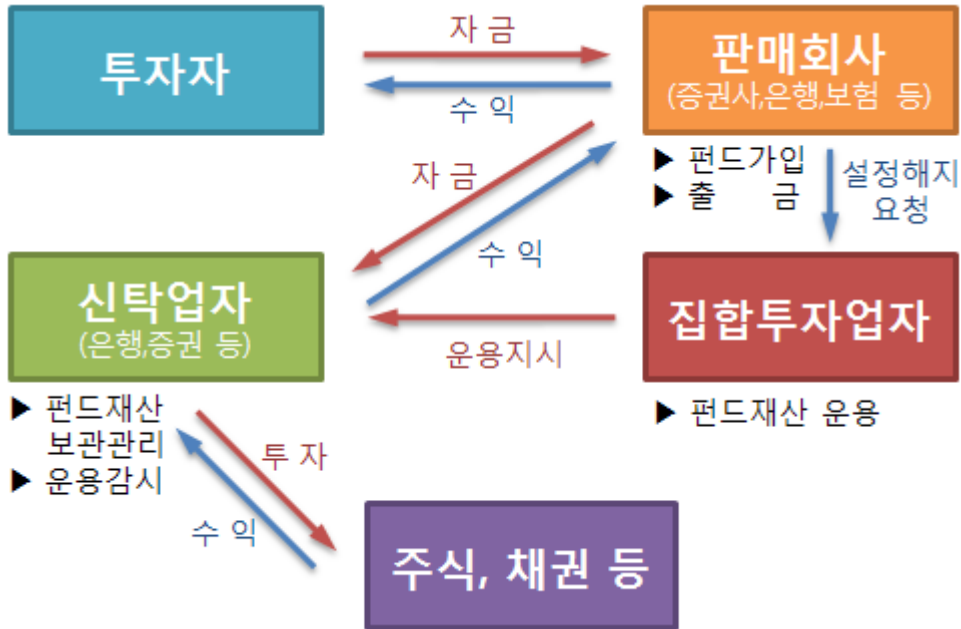 투자자
자 금
수 익
판매회사
(증권사,은행,보험 등)
▶ 펀드가입
▶ 출 금
설정해지
요청
자 금
수 익
신탁업자
(은행,증권 등)
운용지시
집합투자업자
▶ 펀드재산
보관관리
▶ 운용감시
▶ 펀드재산 운용
투 자
수 익
주식, 채권 등